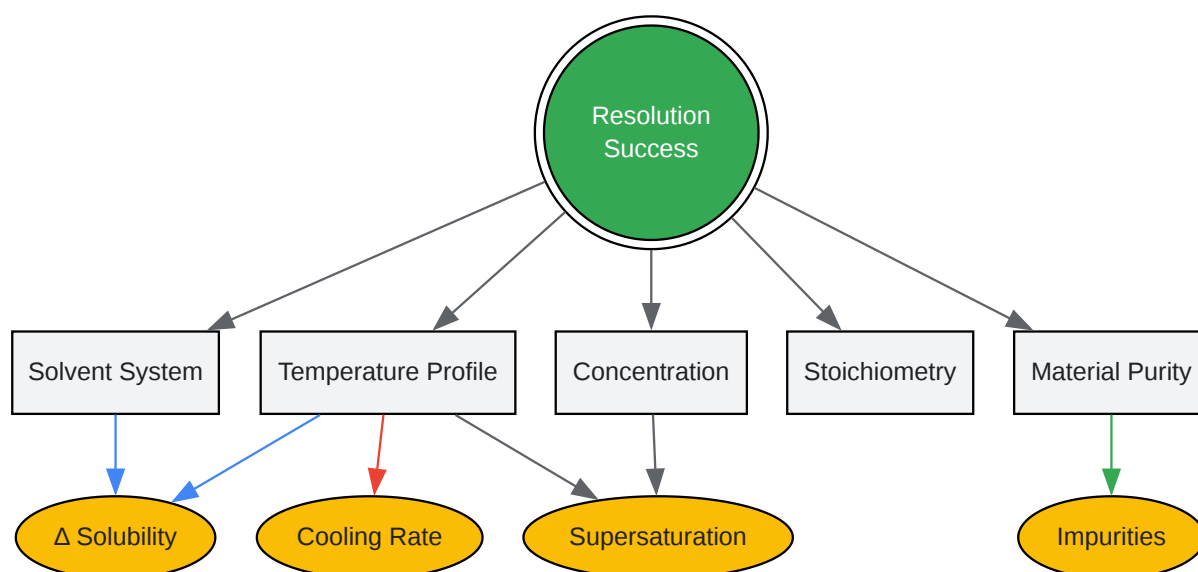 Resolution
Success
Solvent System
Temperature Profile
Concentration
Stoichiometry
Material Purity
Δ Solubility
Cooling Rate
Supersaturation
Impurities